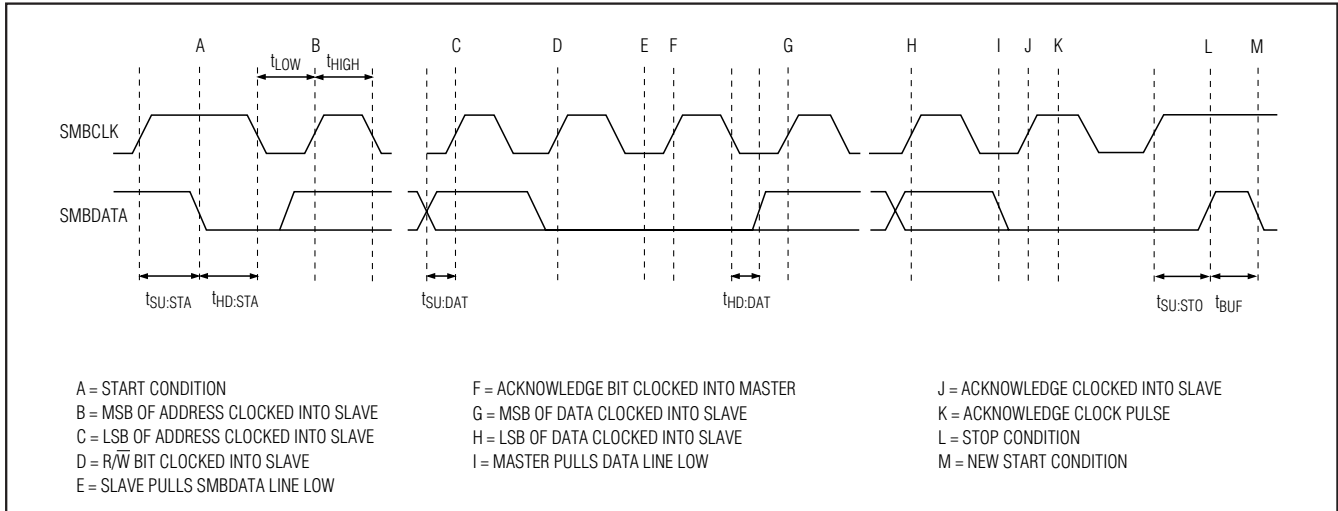 A B C D E F G H I J K L M
tLOW tHIGH
SMBCLK
SMBDATA
tSU:STA tHD:STA tSU:DAT tHD:DAT tSU:STO tBUF
A = START CONDITION
B = MSB OF ADDRESS CLOCKED INTO SLAVE
C = LSB OF ADDRESS CLOCKED INTO SLAVE
D = R/W̅ BIT CLOCKED INTO SLAVE
E = SLAVE PULLS SMBDATA LINE LOW
F = ACKNOWLEDGE BIT CLOCKED INTO MASTER
G = MSB OF DATA CLOCKED INTO SLAVE
H = LSB OF DATA CLOCKED INTO SLAVE
I = MASTER PULLS DATA LINE LOW
J = ACKNOWLEDGE CLOCKED INTO SLAVE
K = ACKNOWLEDGE CLOCK PULSE
L = STOP CONDITION
M = NEW START CONDITION